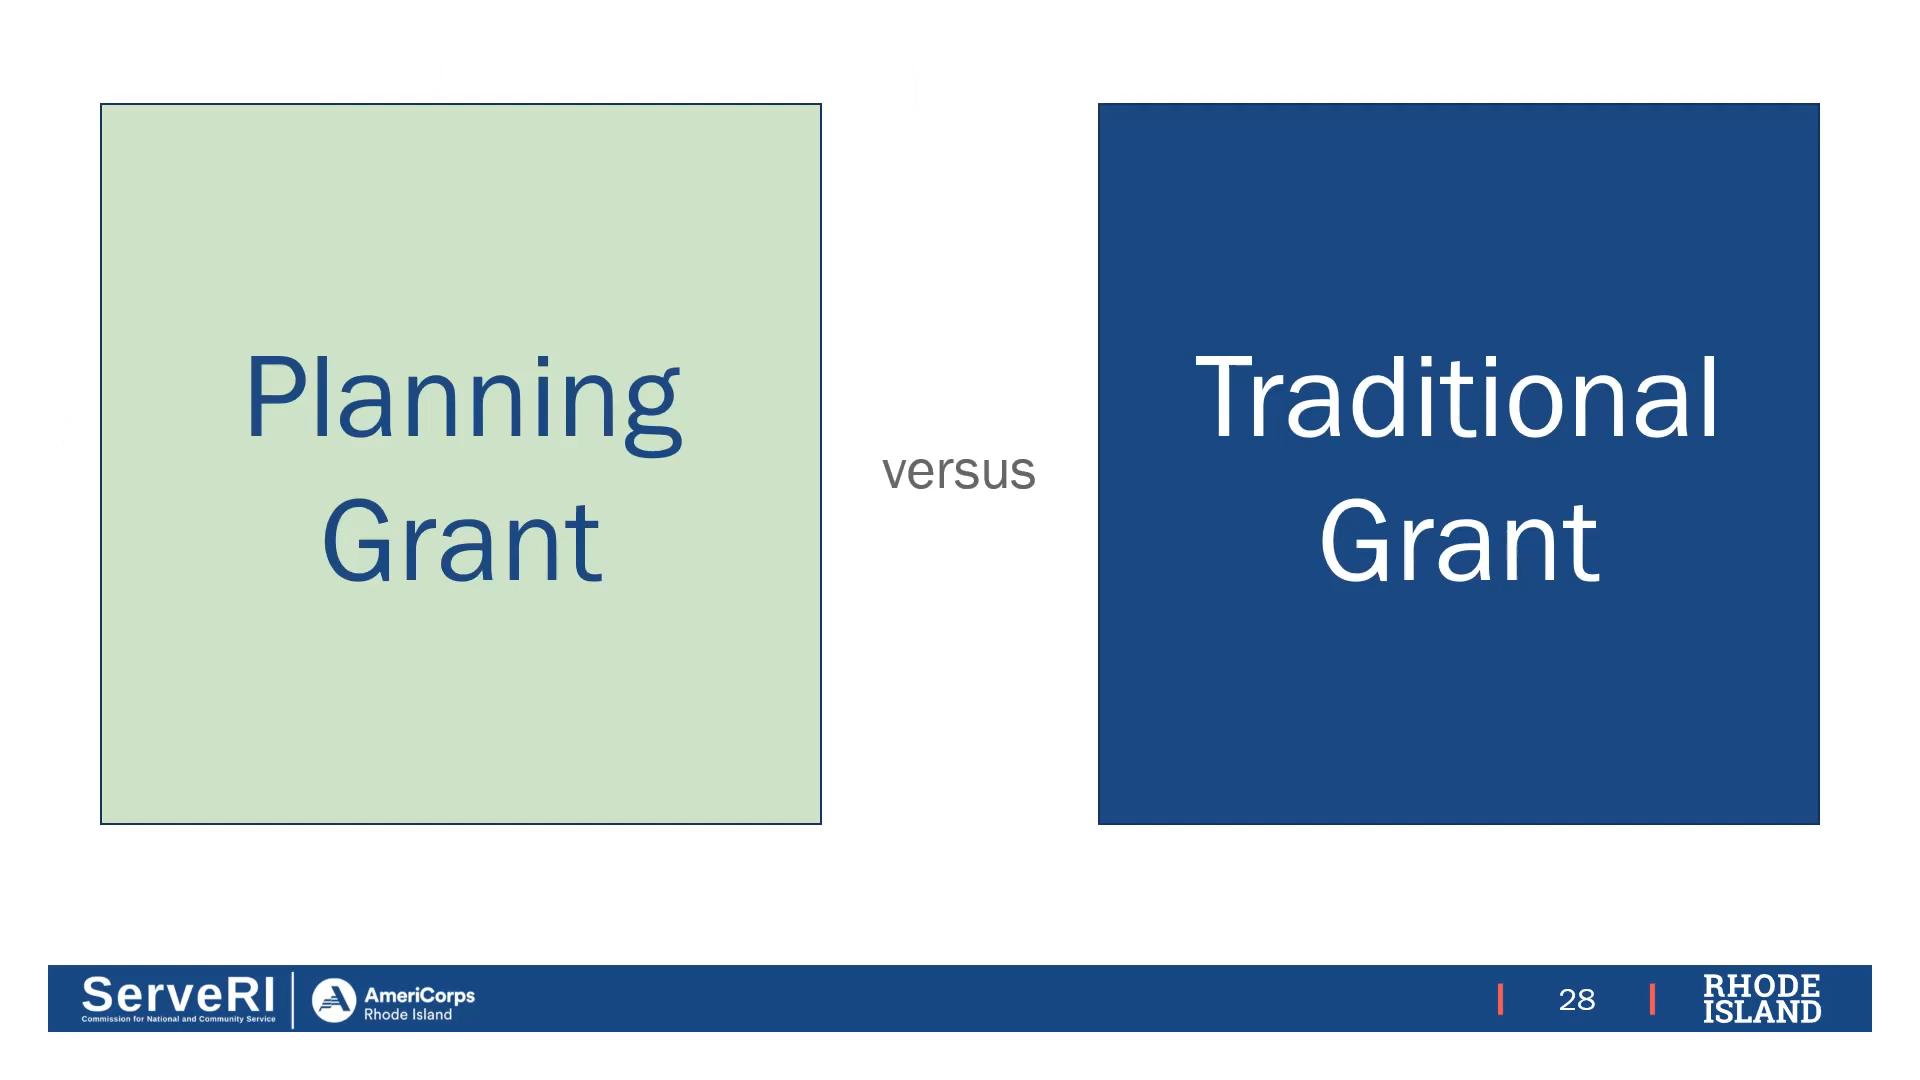 Planning
Grant
versus
Traditional
Grant
ServeRI
Commission for National and Community Service
AmeriCorps
Rhode Island
28
RHODE
ISLAND